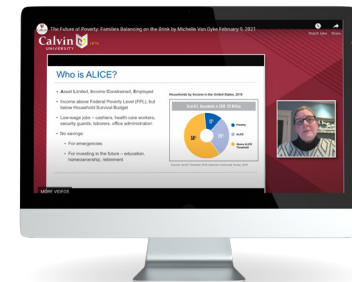 The Future of Poverty: Families Balancing on the Brink by Michelle Van Dyke February 5, 2021
Watch later Share
Calvin
UNIVERSITY
Who is ALICE?
• Asset Limited, Income Constrained, Employed
• Income above Federal Poverty Level (FPL), but
below Household Survival Budget
• Low-wage jobs – cashiers, health care workers,
security guards, laborers, office administration
• No savings:
• For emergencies
• For investing in the future – education,
homeownership, retirement
Households by Income in the United States, 2018
Poverty
ALICE
Above ALICE
Threshold
MORE VIDEOS